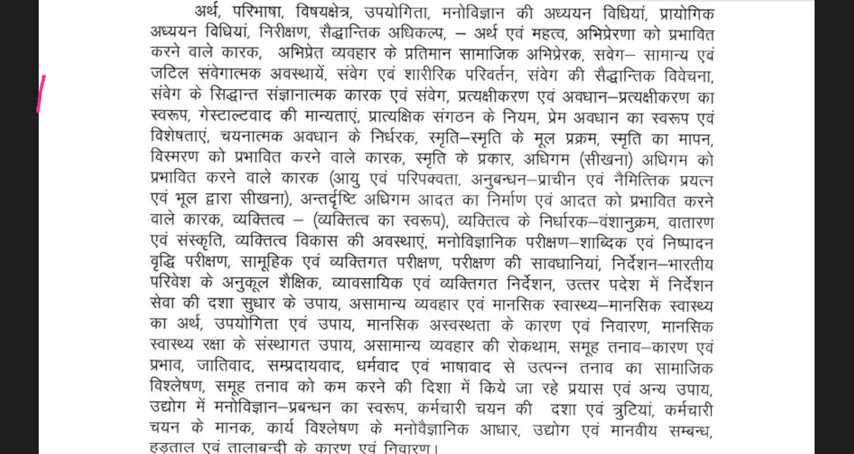 अर्थ, परिभाषा, विषयक्षेत्र, उपयोगिता, मनोविज्ञान की अध्ययन विधियां, प्रायोगिक
अध्ययन विधियां, निरीक्षण, सैद्धान्तिक अधिकल्प, – अर्थ एवं महत्व, अभिप्रेरणा को प्रभावित
करने वाले कारक, अभिप्रेत व्यवहार के प्रतिमान सामाजिक अभिप्रेरक, सवेग– सामान्य एवं
जटिल संवेगात्मक अवस्थायें, संवेग एवं शारीरिक परिवर्तन, संवेग की सैद्धान्तिक विवेचना,
संवेग के सिद्धान्त संज्ञानात्मक कारक एवं संवेग, प्रत्यक्षीकरण एवं अवधान–प्रत्यक्षीकरण का
स्वरूप, गेस्टाल्टवाद की मान्यताएं, प्रात्यक्षिक संगठन के नियम, प्रेम अवधान का स्वरूप एवं
विशेषताएं, चयनात्मक अवधान के निर्धरक, स्मृति–स्मृति के मूल प्रक्रम, स्मृति का मापन,
विस्मरण को प्रभावित करने वाले कारक, स्मृति के प्रकार, अधिगम (सीखना) अधिगम को
प्रभावित करने वाले कारक (आयु एवं परिपक्वता, अनुबन्धन–प्राचीन एवं नैमित्तिक प्रयत्न
एवं भूल द्वारा सीखना), अन्तर्दृष्टि अधिगम आदत का निर्माण एवं आदत को प्रभावित करने
वाले कारक, व्यक्तित्व – (व्यक्तित्व का स्वरूप), व्यक्तित्व के निर्धारक–वंशानुक्रम, वातारण
एवं संस्कृति, व्यक्तित्व विकास की अवस्थाएं, मनोविज्ञानिक परीक्षण–शाब्दिक एवं निष्पादन
वृद्धि परीक्षण, सामूहिक एवं व्यक्तिगत परीक्षण, परीक्षण की सावधानियां, निर्देशन–भारतीय
परिवेश के अनुकूल शैक्षिक, व्यावसायिक एवं व्यक्तिगत निर्देशन, उत्तर पदेश में निर्देशन
सेवा की दशा सुधार के उपाय, असामान्य व्यवहार एवं मानसिक स्वास्थ्य–मानसिक स्वास्थ्य
का अर्थ, उपयोगिता एवं उपाय, मानसिक अस्वस्थता के कारण एवं निवारण, मानसिक
स्वास्थ्य रक्षा के संस्थागत उपाय, असामान्य व्यवहार की रोकथाम, समूह तनाव–कारण एवं
प्रभाव, जातिवाद, सम्प्रदायवाद, धर्मवाद एवं भाषावाद से उत्पन्न तनाव का सामाजिक
विश्लेषण, समूह तनाव को कम करने की दिशा में किये जा रहे प्रयास एवं अन्य उपाय,
उद्योग में मनोविज्ञान–प्रबन्धन का स्वरूप, कर्मचारी चयन की दशा एवं त्रुटियां, कर्मचारी
चयन के मानक, कार्य विश्लेषण के मनोवैज्ञानिक आधार, उद्योग एवं मानवीय सम्बन्ध,
हड़ताल एवं तालाबन्दी के कारण एवं निवारण।